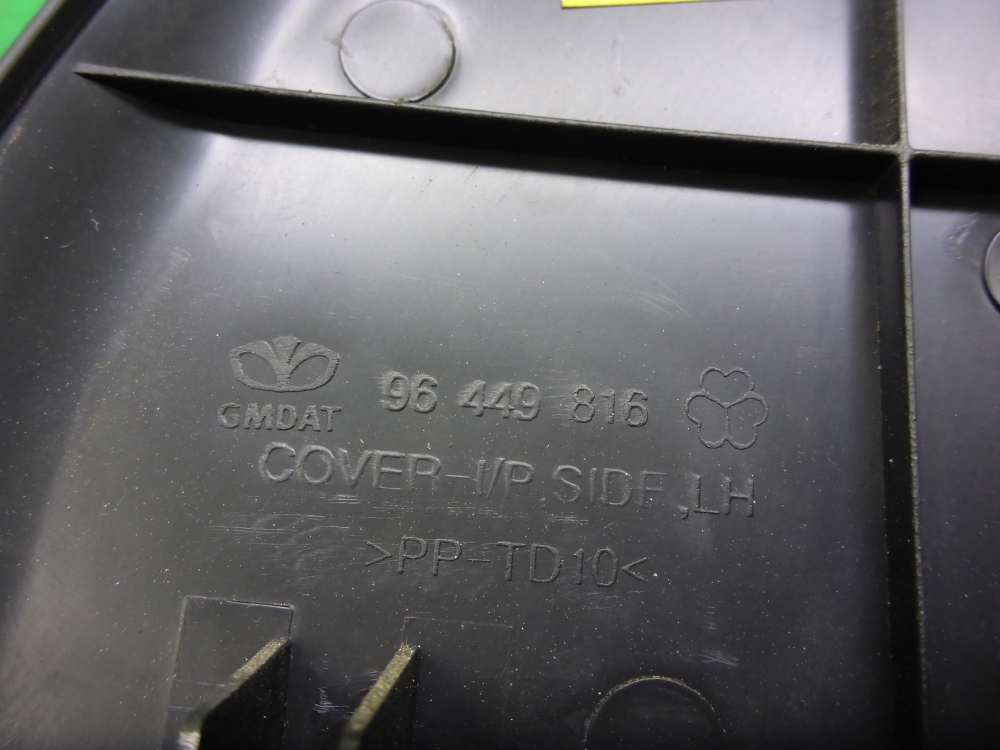 96 449 816
GMDAT
COVER-I/P SIDE,LH
>PP-TD10<